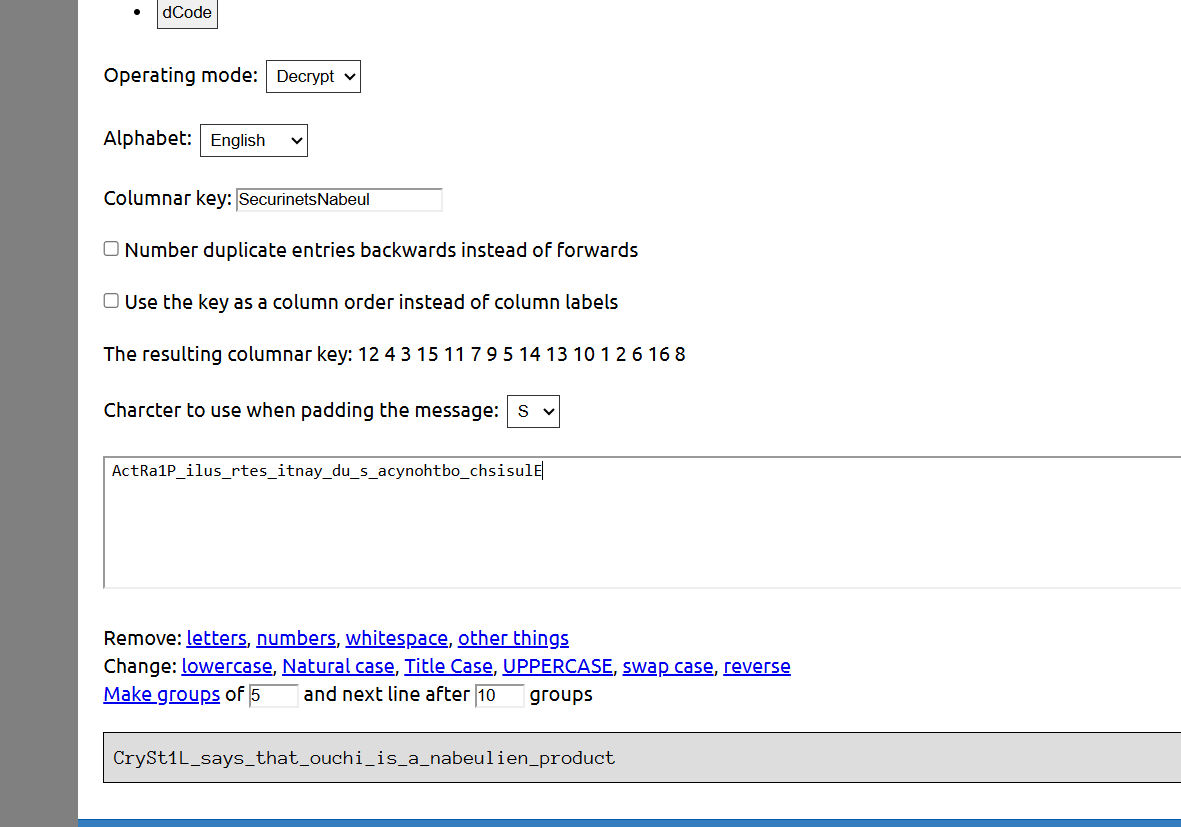 dCode
Operating mode: Decrypt
Alphabet: English
Columnar key: SecurinetsNabeul
Number duplicate entries backwards instead of forwards
Use the key as a column order instead of column labels
The resulting columnar key: 12 4 3 15 11 7 9 5 14 13 10 1 2 6 16 8
Charcter to use when padding the message: S
ActRa1P_ilus_rtes_itnay_du_s_acynohtbo_chsisulE
Remove: letters, numbers, whitespace, other things
Change: lowercase, Natural case, Title Case, UPPERCASE, swap case, reverse
Make groups of 5 and next line after 10 groups
CrySt1L_says_that_ouchi_is_a_nabeulien_product